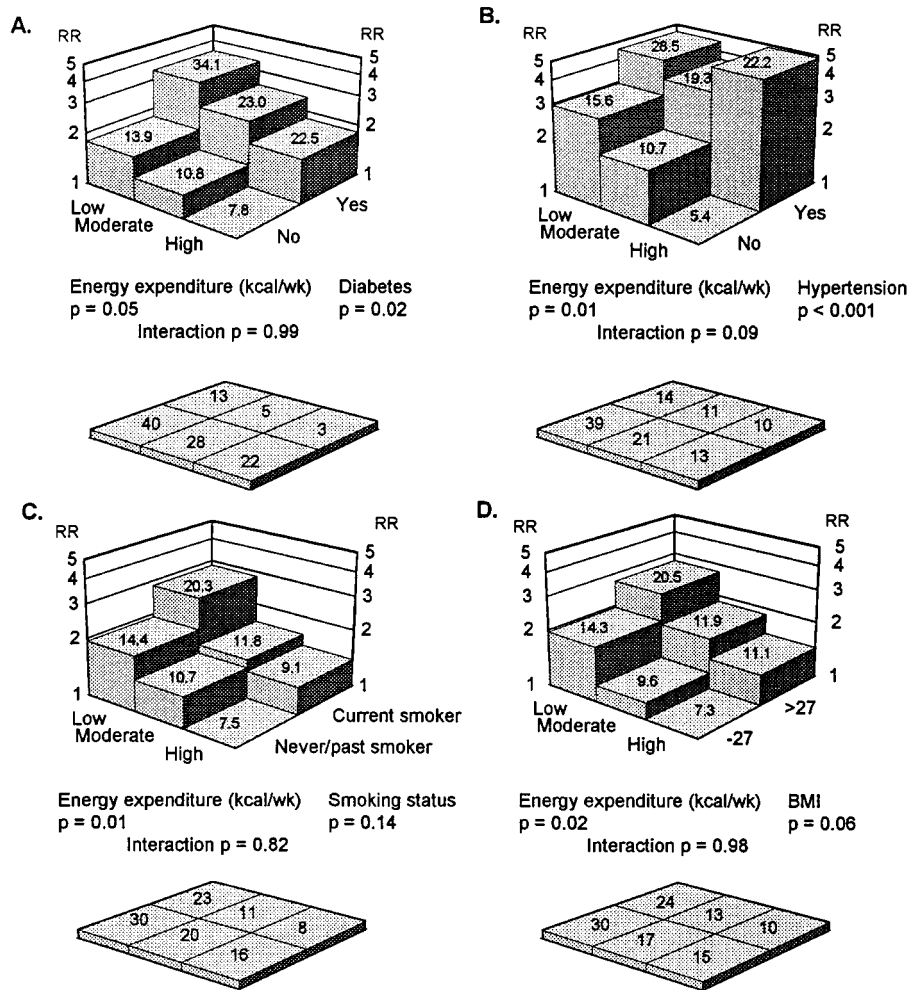 A.
RR
RR
5
4
3
2
1
5
4
3
2
1
34.1
23.0
13.9
22.5
10.8
7.8
Low
Moderate
High
No
Yes
Energy expenditure (kcal/wk)
Diabetes
p = 0.05
p = 0.02
Interaction p = 0.99
13
5
40
3
28
22
B.
RR
RR
5
4
3
2
1
5
4
3
2
1
28.5
22.2
19.3
15.6
10.7
5.4
Low
Moderate
High
No
Yes
Energy expenditure (kcal/wk)
Hypertension
p = 0.01
p < 0.001
Interaction p = 0.09
14
11
39
10
21
13
C.
RR
RR
5
4
3
2
1
5
4
3
2
1
20.3
14.4
11.8
10.7
9.1
7.5
Low
Moderate
High
Current smoker
Never/past smoker
Energy expenditure (kcal/wk)
Smoking status
p = 0.01
p = 0.14
Interaction p = 0.82
23
11
30
8
20
16
D.
RR
RR
5
4
3
2
1
5
4
3
2
1
20.5
14.3
11.9
11.1
9.6
7.3
Low
Moderate
High
-27
>27
Energy expenditure (kcal/wk)
BMI
p = 0.02
p = 0.06
Interaction p = 0.98
24
13
30
10
17
15